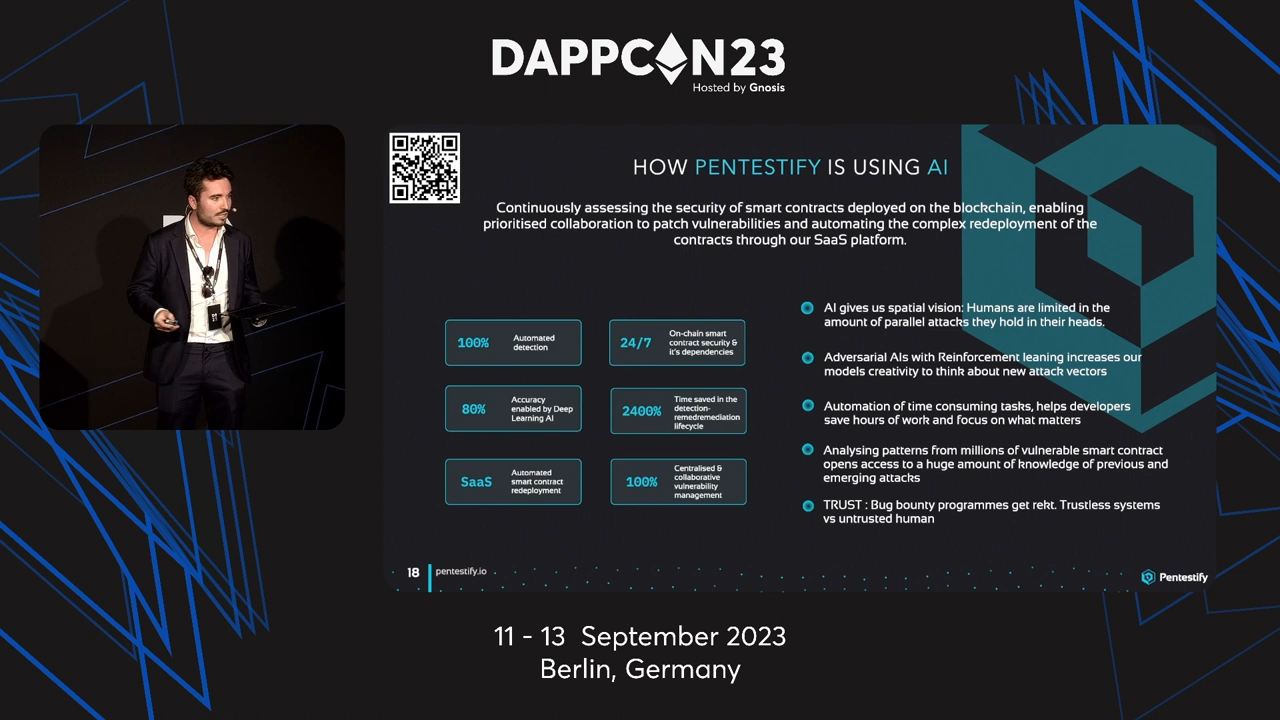 DAPPCON23
Hosted by Gnosis
HOW PENTESTIFY IS USING AI
Continuously assessing the security of smart contracts deployed on the blockchain, enabling
prioritised collaboration to patch vulnerabilities and automating the complex redeployment of the
contracts through our SaaS platform.
100%
Automated
detection
24/7
On-chain smart
contract security &
it's dependencies
80%
Accuracy
enabled by Deep
Learning AI
2400%
Time saved in the
detection-
remedremediation
lifecycle
SaaS
Automated
smart contract
redeployment
100%
Centralised &
collaborative
vulnerability
management
AI gives us spatial vision: Humans are limited in the
amount of parallel attacks they hold in their heads.
Adversarial AIs with Reinforcement leaning increases our
models creativity to think about new attack vectors
Automation of time consuming tasks, helps developers
save hours of work and focus on what matters
Analysing patterns from millions of vulnerable smart contract
opens access to a huge amount of knowledge of previous and
emerging attacks
TRUST : Bug bounty programmes get rekt. Trustless systems
vs untrusted human
18
pentestify.io
Pentestify
11 - 13 September 2023
Berlin, Germany